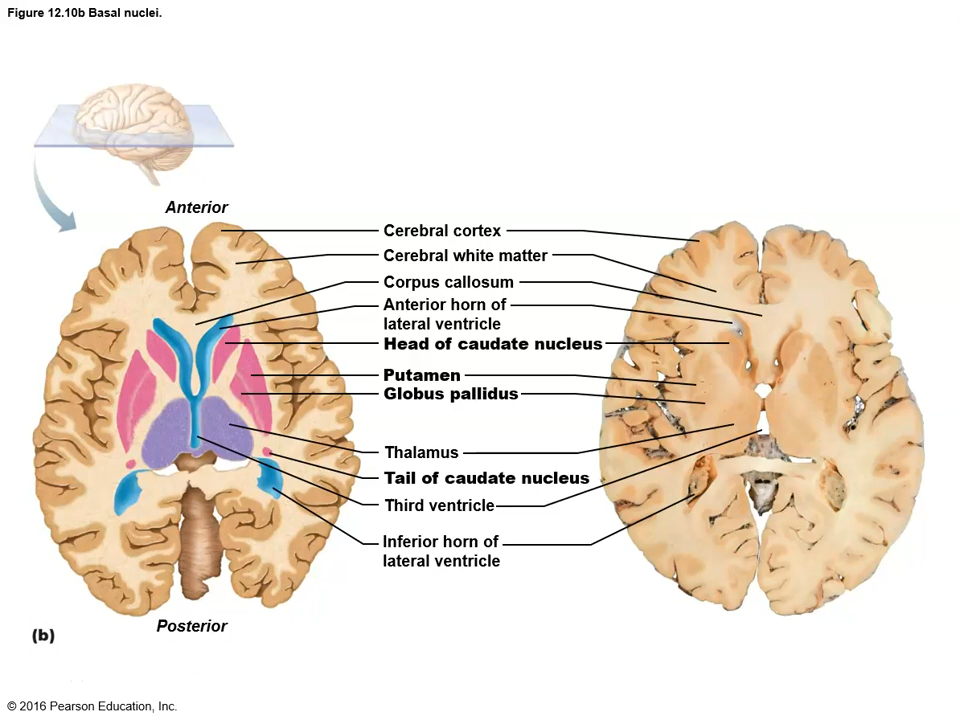 Figure 12.10b Basal nuclei.
Anterior
Cerebral cortex
Cerebral white matter
Corpus callosum
Anterior horn of
lateral ventricle
Head of caudate nucleus
Putamen
Globus pallidus
Thalamus
Tail of caudate nucleus
Third ventricle
Inferior horn of
lateral ventricle
Posterior
(b)
© 2016 Pearson Education, Inc.